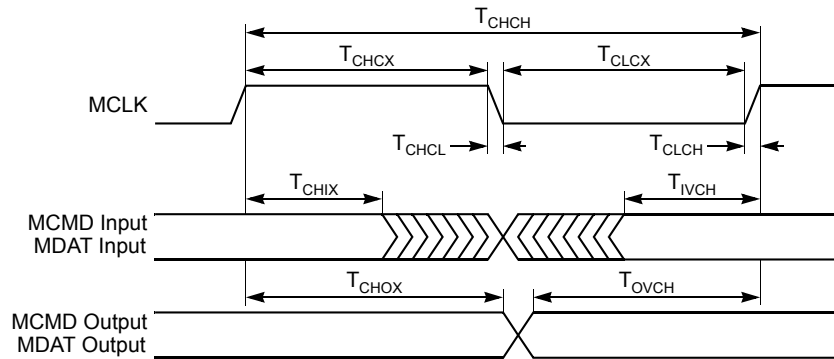 TCHCH
TCHCX
TCLCX
MCLK
TCHCL
TCLCH
TCHIX
TIVCH
MCMD Input
MDAT Input
TCHOX
TOVCH
MCMD Output
MDAT Output